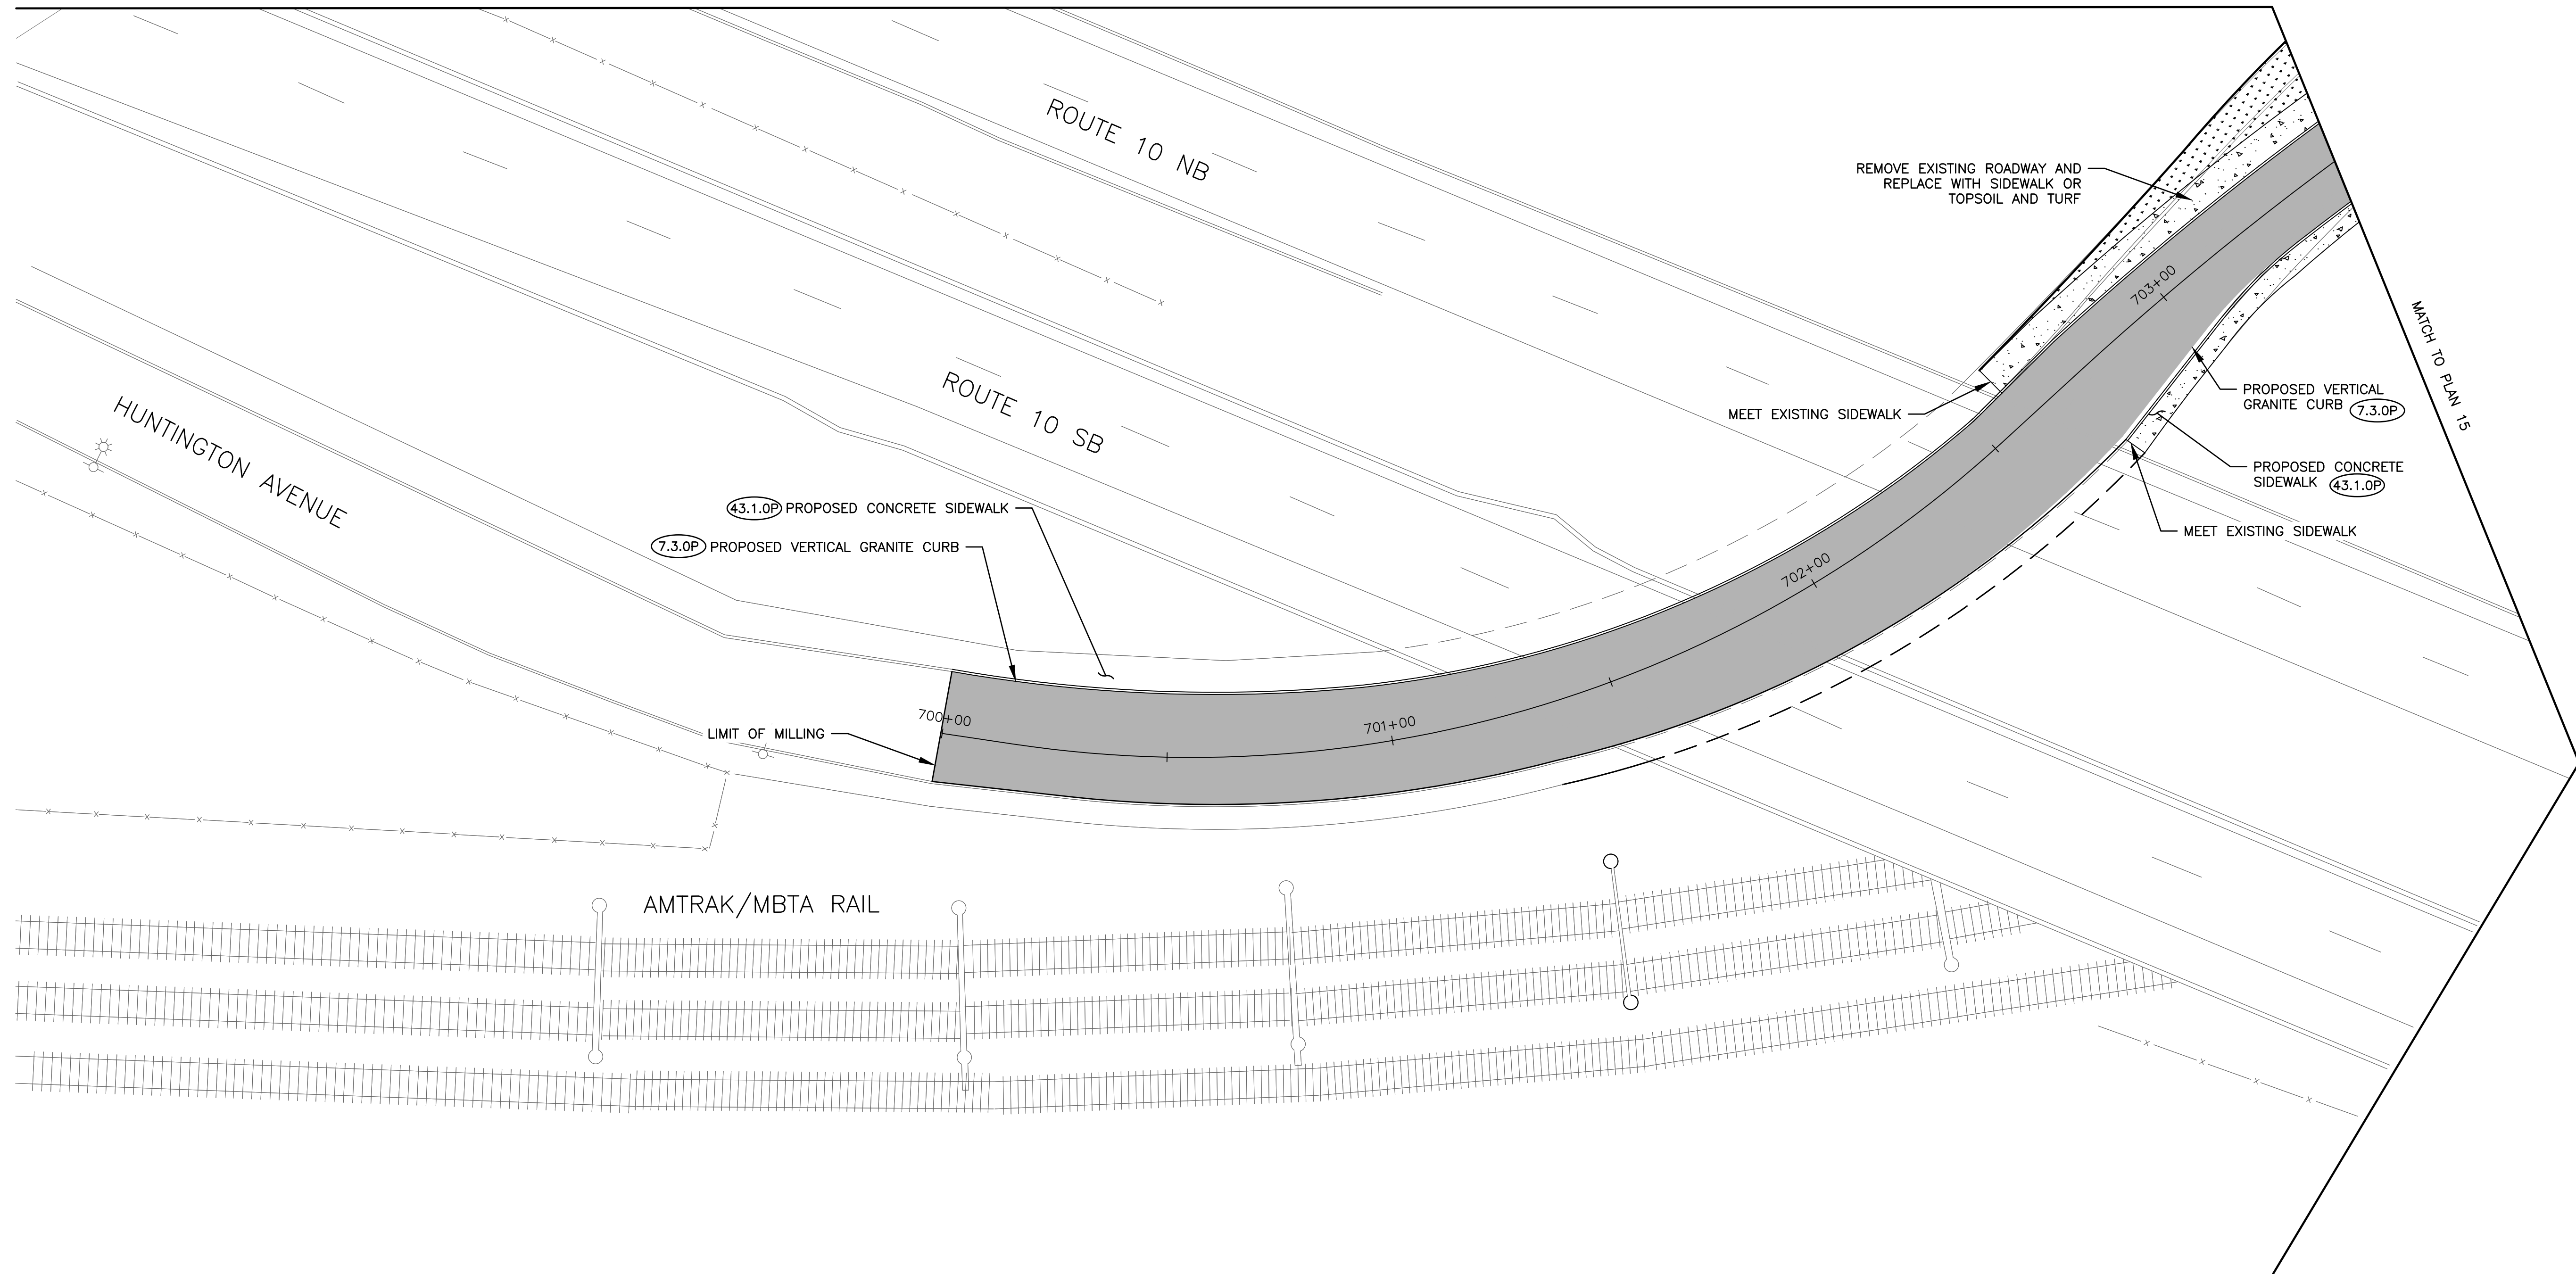 ROUTE 10 NB
REMOVE EXISTING ROADWAY AND
REPLACE WITH SIDEWALK OR
TOPSOIL AND TURF
703+00
MATCH TO PLAN 15
ROUTE 10 SB
MEET EXISTING SIDEWALK
PROPOSED VERTICAL
GRANITE CURB 7.3.0P
HUNTINGTON AVENUE
PROPOSED CONCRETE
SIDEWALK 43.1.0P
43.1.0P PROPOSED CONCRETE SIDEWALK
7.3.0P PROPOSED VERTICAL GRANITE CURB
MEET EXISTING SIDEWALK
702+00
700+00
701+00
LIMIT OF MILLING
AMTRAK/MBTA RAIL